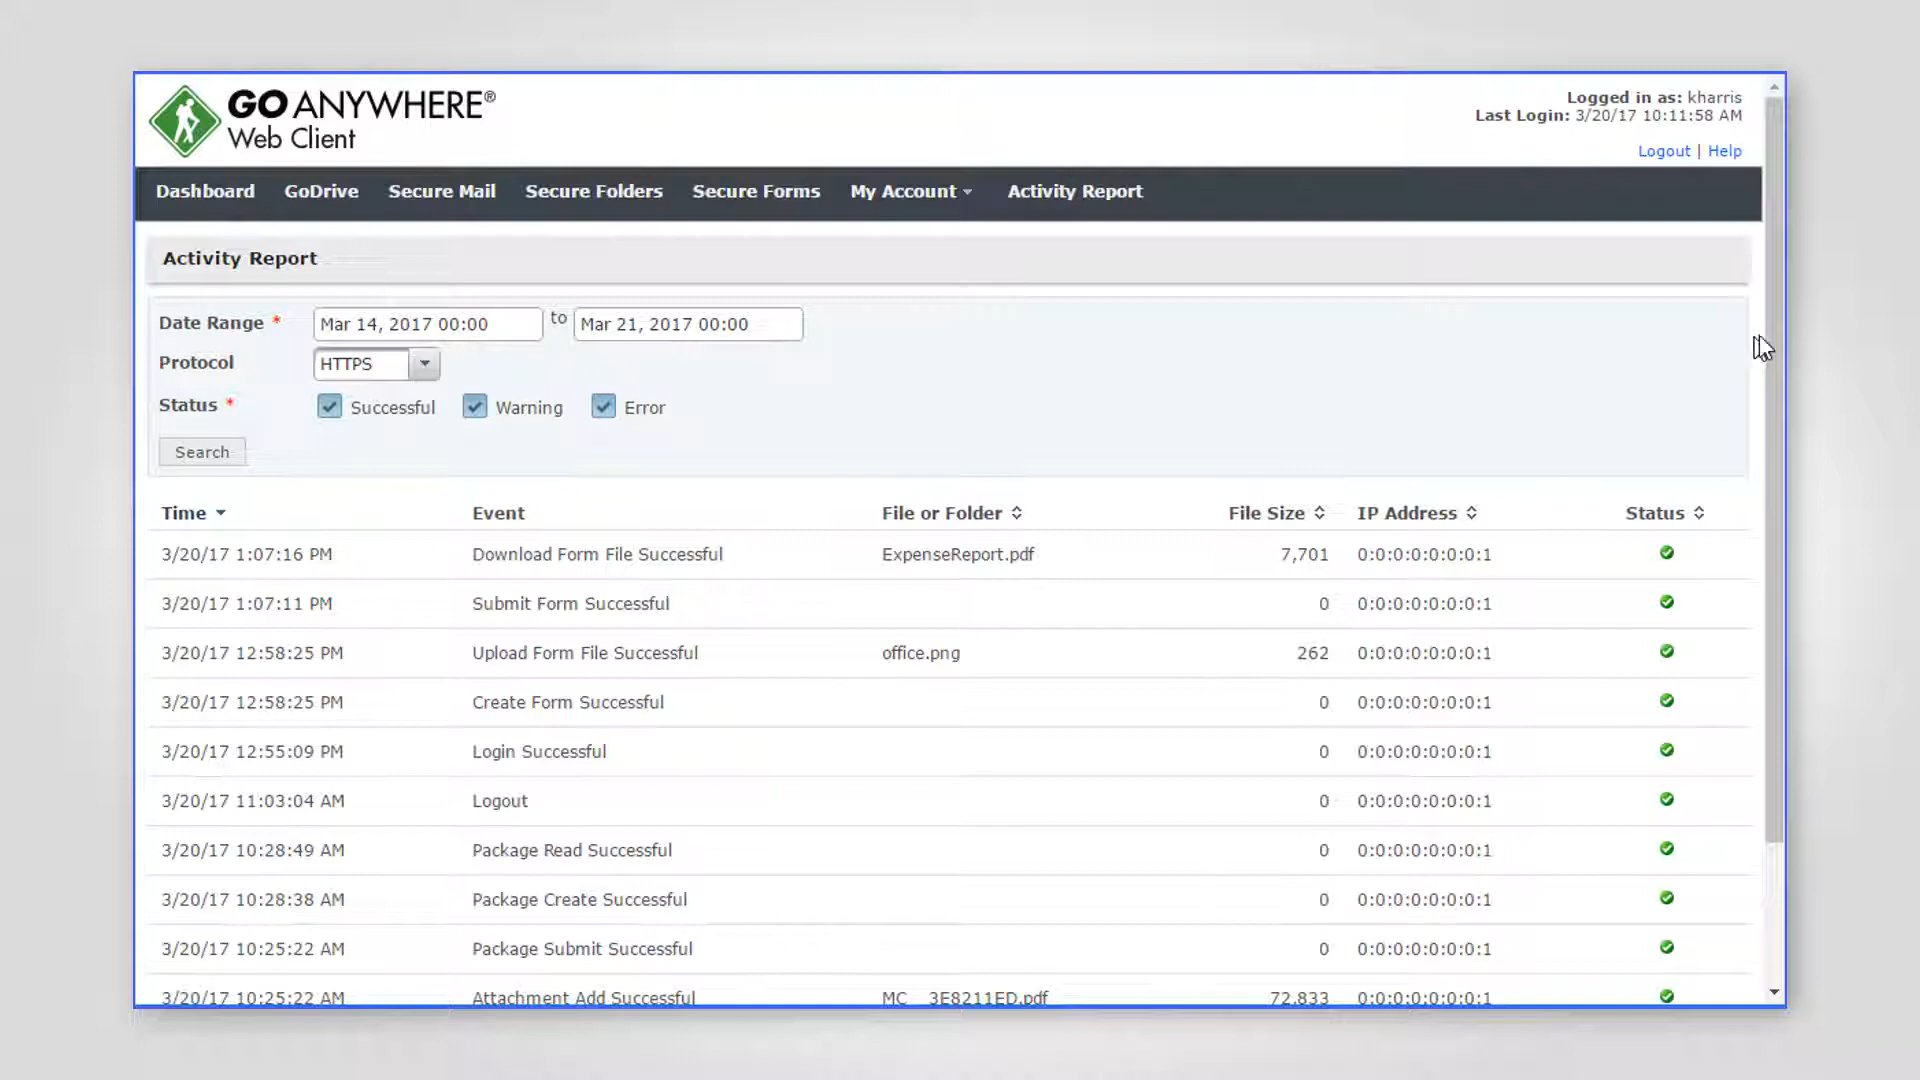 GO ANYWHERE®
Web Client
Logged in as: kharris
Last Login: 3/20/17 10:11:58 AM
Logout | Help
Dashboard GoDrive Secure Mail Secure Folders Secure Forms My Account Activity Report
Activity Report
Date Range * Mar 14, 2017 00:00 to Mar 21, 2017 00:00
Protocol HTTPS
Status * Successful Warning Error
Search
Time Event File or Folder File Size IP Address Status
3/20/17 1:07:16 PM Download Form File Successful ExpenseReport.pdf 7,701 0:0:0:0:0:0:0:1
3/20/17 1:07:11 PM Submit Form Successful 0 0:0:0:0:0:0:0:1
3/20/17 12:58:25 PM Upload Form File Successful office.png 262 0:0:0:0:0:0:0:1
3/20/17 12:58:25 PM Create Form Successful 0 0:0:0:0:0:0:0:1
3/20/17 12:55:09 PM Login Successful 0 0:0:0:0:0:0:0:1
3/20/17 11:03:04 AM Logout 0 0:0:0:0:0:0:0:1
3/20/17 10:28:49 AM Package Read Successful 0 0:0:0:0:0:0:0:1
3/20/17 10:28:38 AM Package Create Successful 0 0:0:0:0:0:0:0:1
3/20/17 10:25:22 AM Package Submit Successful 0 0:0:0:0:0:0:0:1
3/20/17 10:25:22 AM Attachment Add Successful MC__3E8211ED.pdf 72,833 0:0:0:0:0:0:0:1